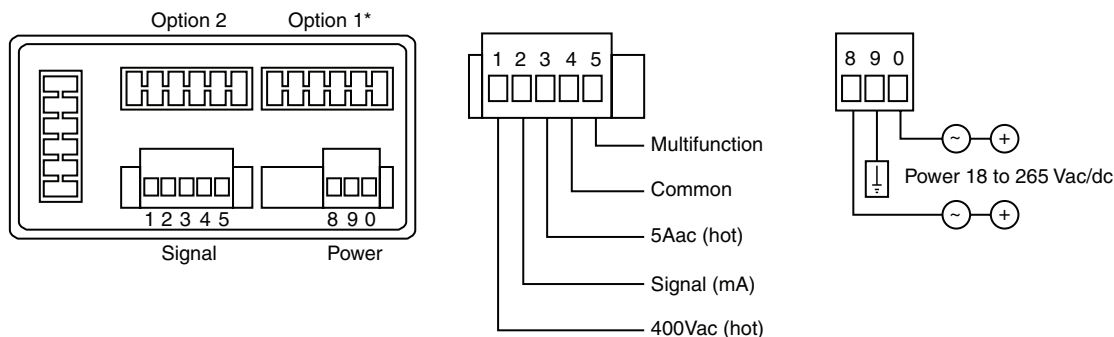 Option 2 Option 1*
1 2 3 4 5
8 9 0
Signal
Power
1 2 3 4 5
Multifunction
Common
5Aac (hot)
Signal (mA)
400Vac (hot)
8 9 0
~ +
Power 18 to 265 Vac/dc
~ +